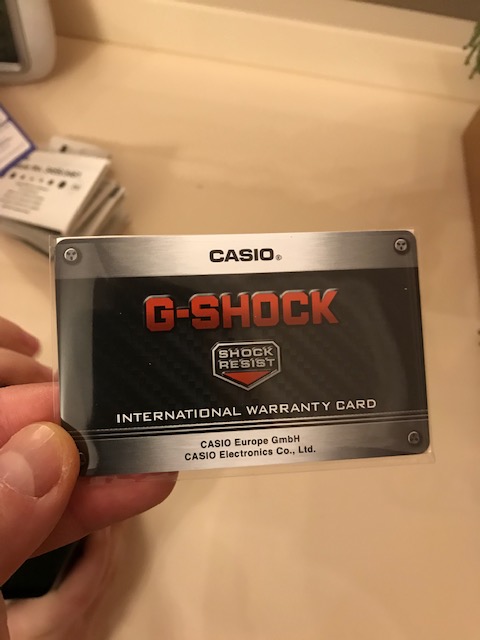 CASIO®
G-SHOCK
SHOCK
RESIST
INTERNATIONAL WARRANTY CARD
CASIO Europe GmbH
CASIO Electronics Co., Ltd.